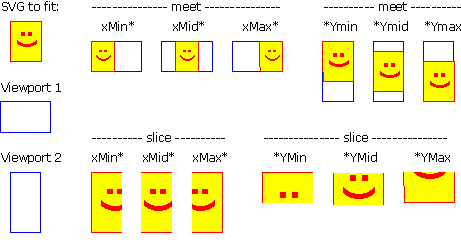 SVG to fit:
--------------- meet ---------------
xMin* xMid* xMax*
--------------- meet ---------------
*Ymin *Ymid *Ymax
Viewport 1
Viewport 2
----------- slice -----------
xMin* xMid* xMax*
--------------- slice ---------------
*YMin *YMid *YMax